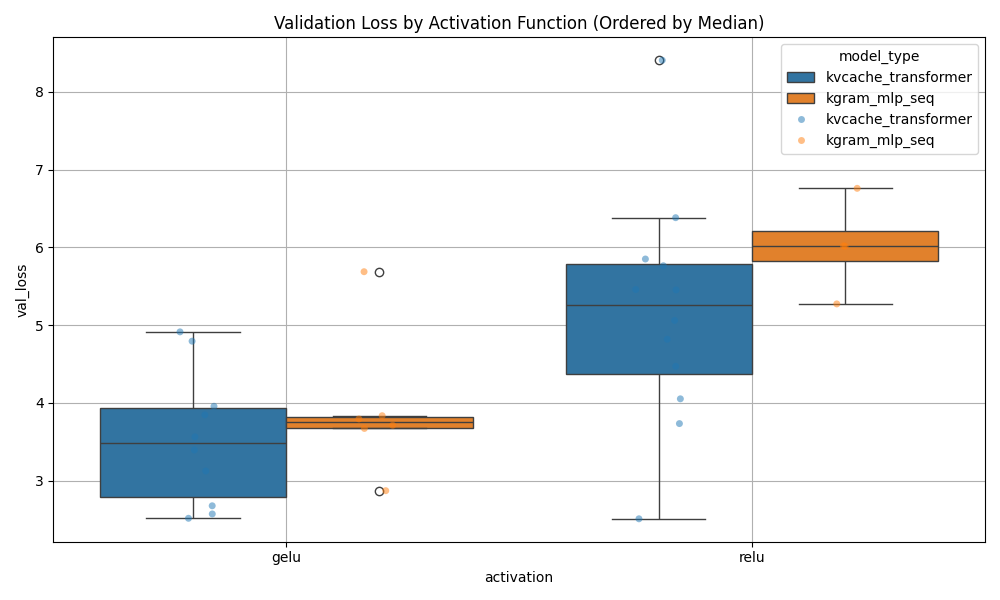 Validation Loss by Activation Function (Ordered by Median)
model_type
kvcache_transformer
kgram_mlp_seq
kvcache_transformer
kgram_mlp_seq
val_loss
8
7
6
5
4
3
gelu
relu
activation